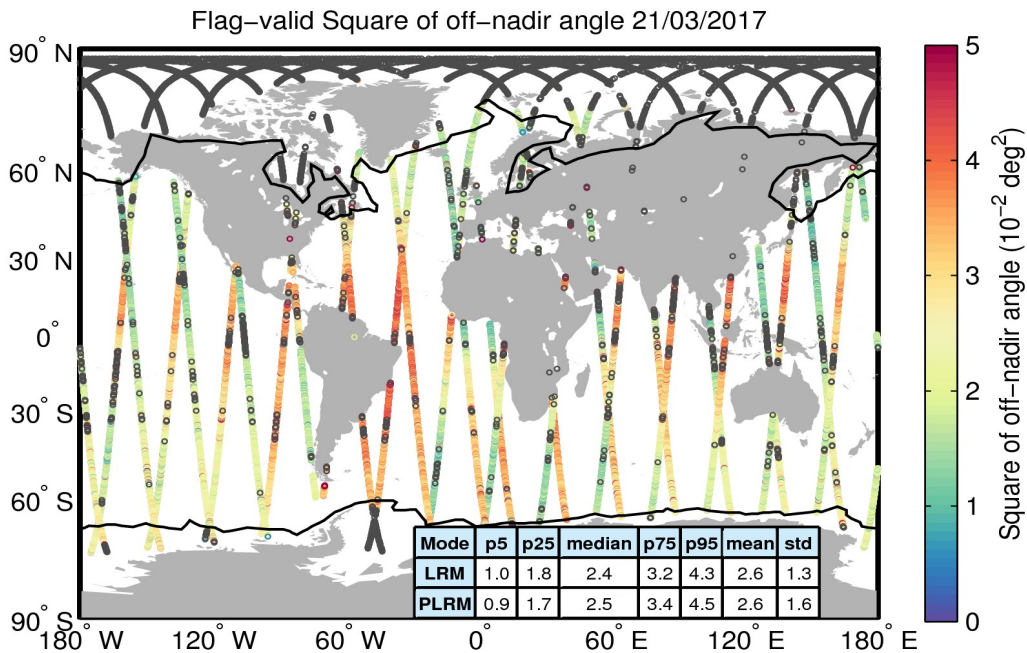 Flag−valid Square of off−nadir angle 21/03/2017
90° N
60° N
30° N
0°
30° S
60° S
90° S
180° W
120° W
60° W
0°
60° E
120° E
180° E
Mode p5 p25 median p75 p95 mean std
LRM 1.0 1.8 2.4 3.2 4.3 2.6 1.3
PLRM 0.9 1.7 2.5 3.4 4.5 2.6 1.6
5
4
3
2
1
0
Square of off−nadir angle (10⁻² deg²)